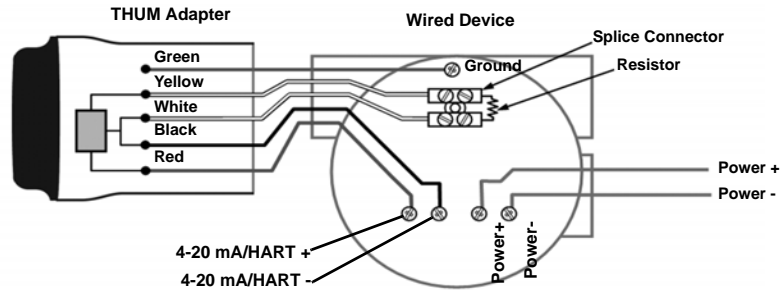 THUM Adapter
Wired Device
Splice Connector
Green
Ground
Resistor
Yellow
White
Black
Red
Power +
Power -
4-20 mA/HART +
4-20 mA/HART -
Power+
Power-